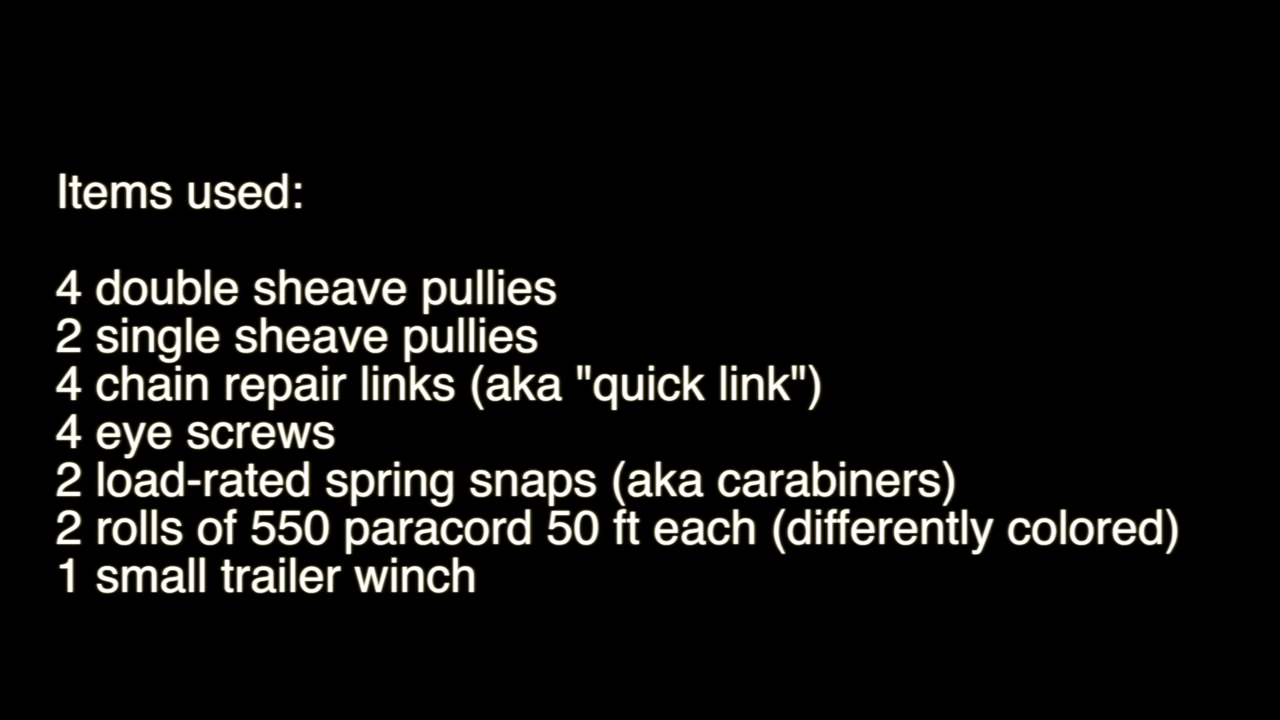 Items used:
4 double sheave pullies
2 single sheave pullies
4 chain repair links (aka "quick link")
4 eye screws
2 load-rated spring snaps (aka carabiners)
2 rolls of 550 paracord 50 ft each (differently colored)
1 small trailer winch